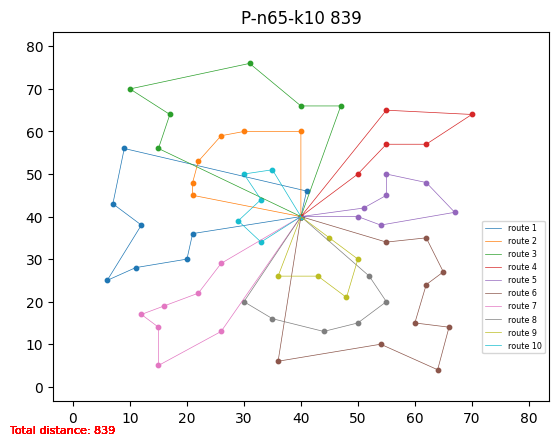 P-n65-k10 839
80
70
60
50
40
30
20
10
0
0 10 20 30 40 50 60 70 80
route 1
route 2
route 3
route 4
route 5
route 6
route 7
route 8
route 9
route 10
Total distance: 839